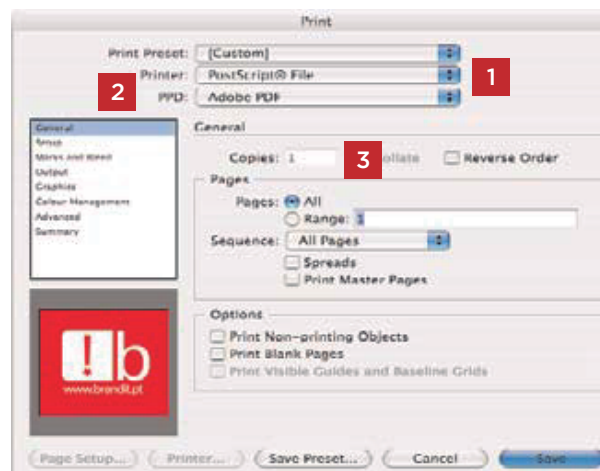 Print
Print Preset: [Custom]
Printer: PostScript® File
1
2
PPD: Adobe PDF
General
Setup
Marks and Bleed
Output
Graphics
Colour Management
Advanced
Summary
General
Copies: 1 3 ollate Reverse Order
Pages
Pages: All
Range: 1
Sequence: All Pages
Spreads
Print Master Pages
Options
Print Non-printing Objects
Print Blank Pages
Print Visible Guides and Baseline Grids
!b
www.brandit.pt
Page Setup... Printer... Save Preset... Cancel Save